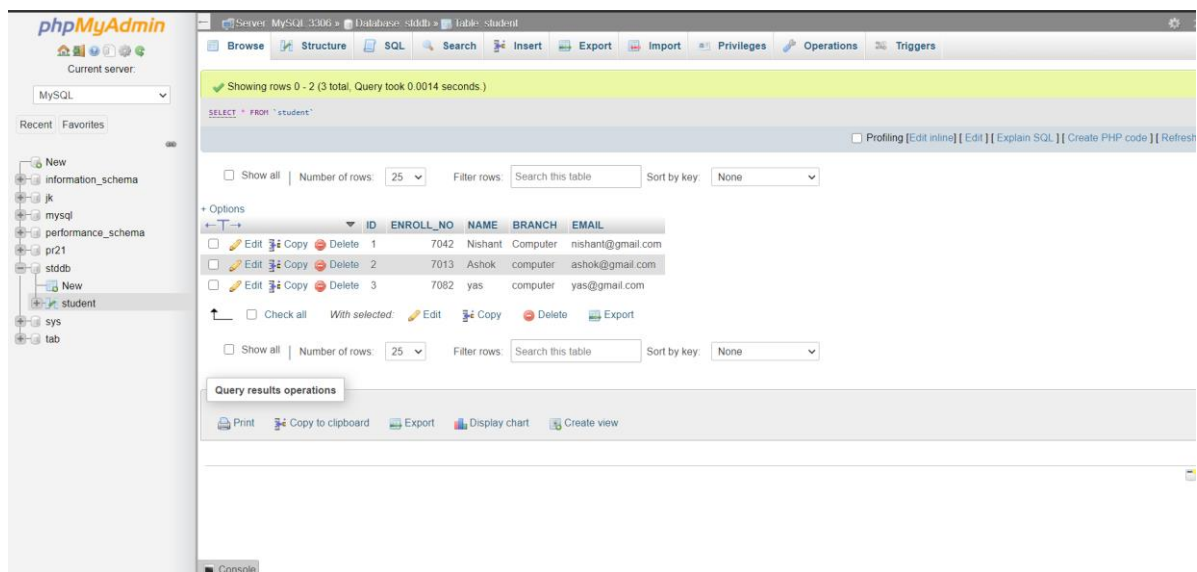 phpMyAdmin
Current server:
MySQL
Recent Favorites
New
information_schema
jk
mysql
performance_schema
pr21
stddb
New
student
sys
tab
Server: MySQL:3306 » Database: stddb » Table: student
Browse Structure SQL Search Insert Export Import Privileges Operations Triggers
Showing rows 0 - 2 (3 total, Query took 0.0014 seconds.)
SELECT * FROM `student`
Profiling [Edit inline] [ Edit ] [ Explain SQL ] [ Create PHP code ] [ Refresh
Show all | Number of rows: 25 Filter rows: Search this table Sort by key: None
+ Options
←T→ ID ENROLL_NO NAME BRANCH EMAIL
Edit Copy Delete 1 7042 Nishant Computer nishant@gmail.com
Edit Copy Delete 2 7013 Ashok computer ashok@gmail.com
Edit Copy Delete 3 7082 yas computer yas@gmail.com
Check all With selected: Edit Copy Delete Export
Show all | Number of rows: 25 Filter rows: Search this table Sort by key: None
Query results operations
Print Copy to clipboard Export Display chart Create view
Console